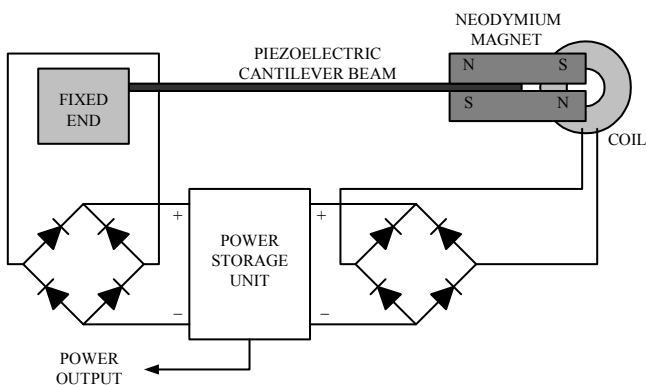 NEODYMIUM
MAGNET
PIEZOELECTRIC
CANTILEVER BEAM
N S
FIXED
END
S N
COIL
+ +
POWER
STORAGE
UNIT
− −
POWER
OUTPUT